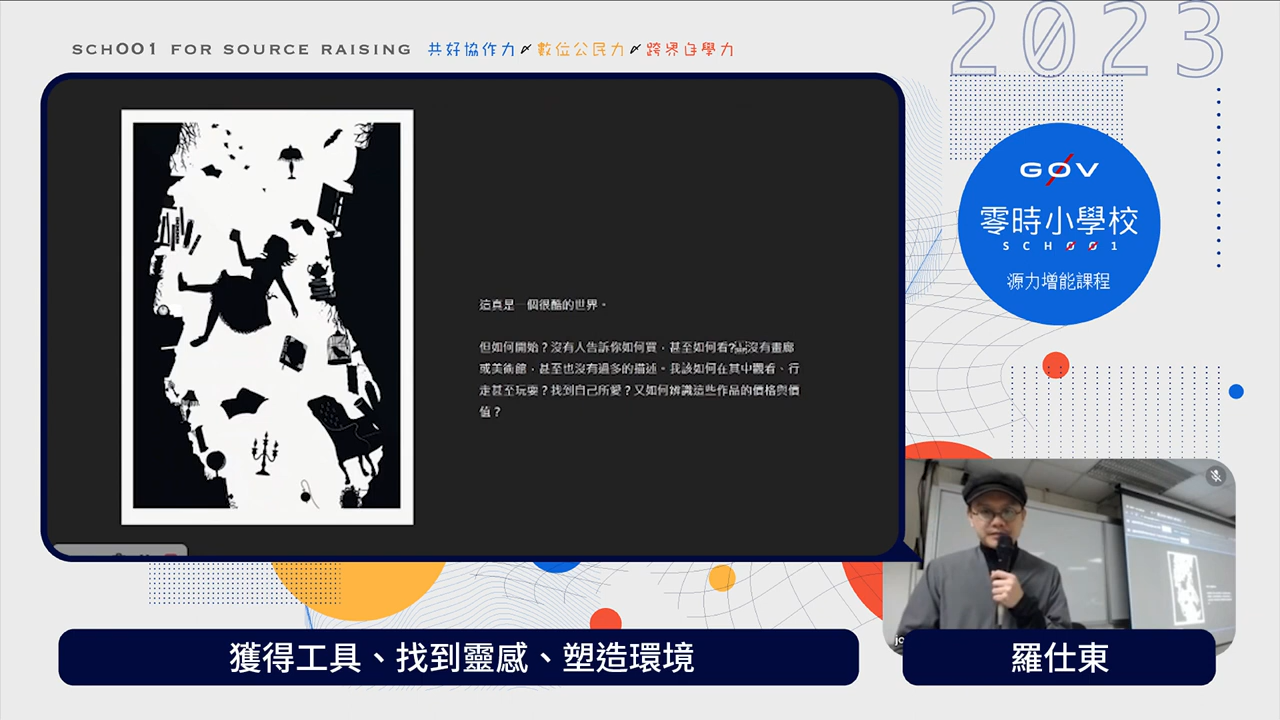 SCHOO1 FOR SOURCE RAISING 共好協作力 數位公民力 跨界自學力
2023
G0V
零時小學校
SCH001
源力增能課程
這真是一個很酷的世界。
但如何開始？沒有人告訴你如何買，甚至如何看？沒有畫廊
或美術館，甚至也沒有過多的描述。我該如何在其中觀看、行
走甚至玩耍？找到自己所愛？又如何辨識這些作品的價格與價
值？
獲得工具、找到靈感、塑造環境
羅仕東